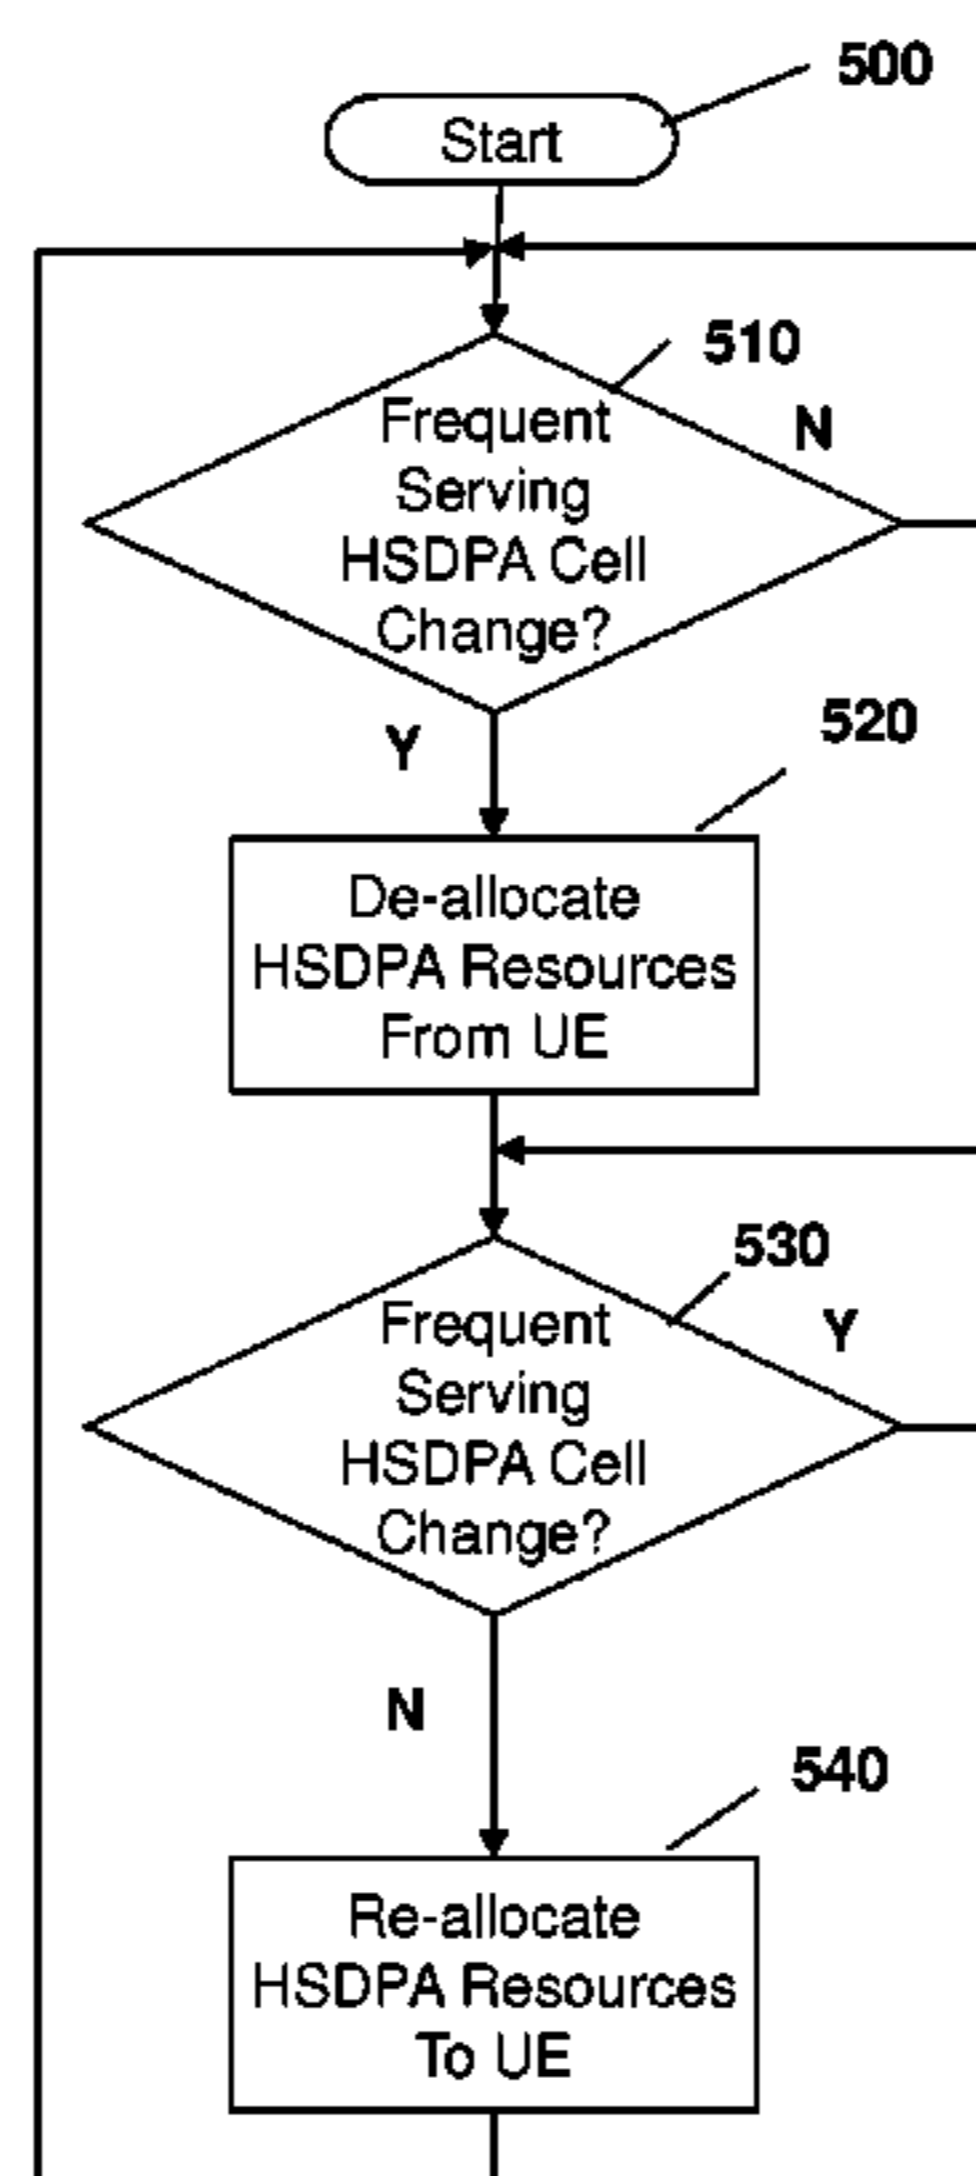 500
Start
510
N
Frequent
Serving
HSDPA Cell
Change?
Y
520
De-allocate
HSDPA Resources
From UE
530
Y
Frequent
Serving
HSDPA Cell
Change?
N
540
Re-allocate
HSDPA Resources
To UE